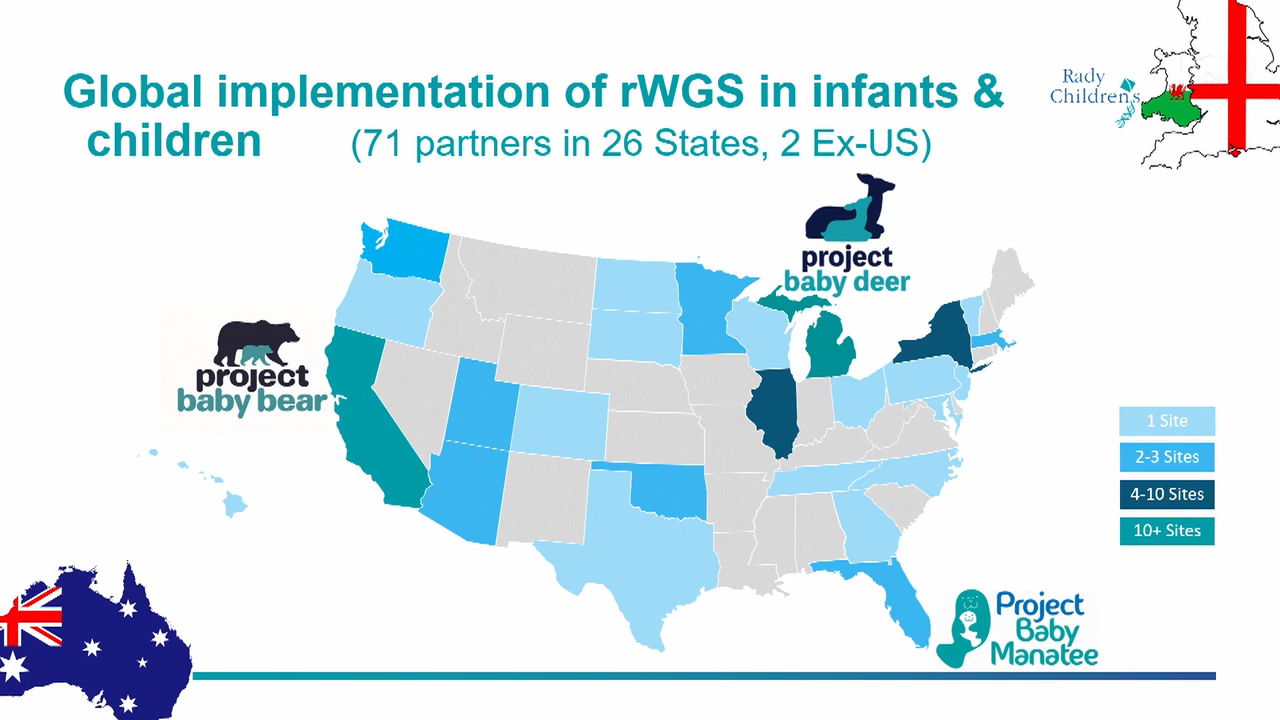 Global implementation of rWGS in infants &
children (71 partners in 26 States, 2 Ex-US)
Rady
Children's
project
baby deer
project
baby bear
1 Site
2-3 Sites
4-10 Sites
10+ Sites
Project
Baby
Manatee